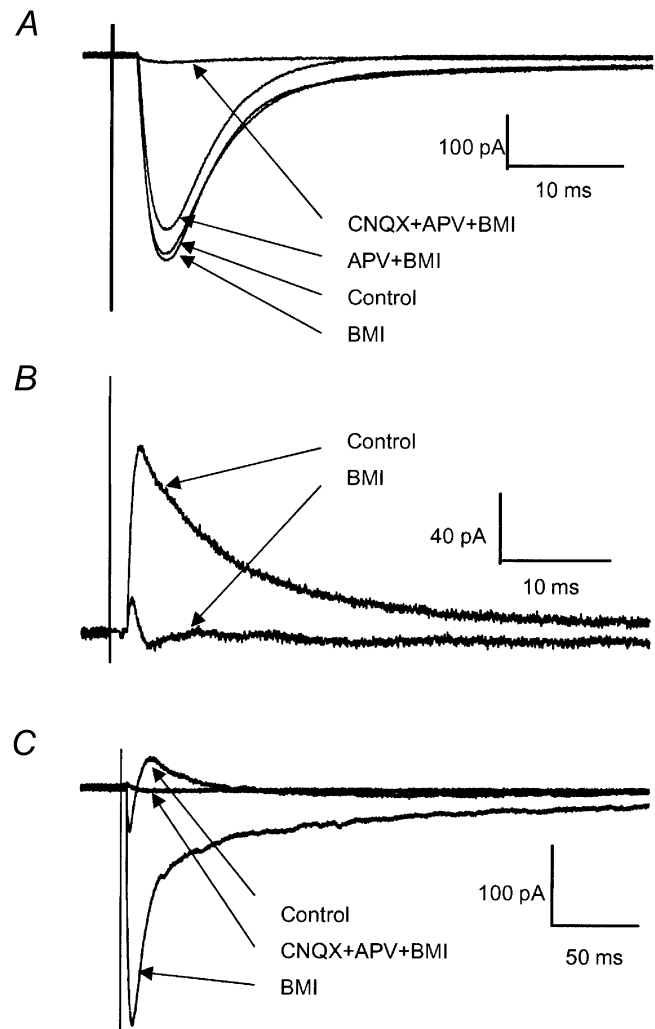 A
100 pA
10 ms
CNQX+APV+BMI
APV+BMI
Control
BMI
B
Control
BMI
40 pA
10 ms
C
100 pA
50 ms
Control
CNQX+APV+BMI
BMI